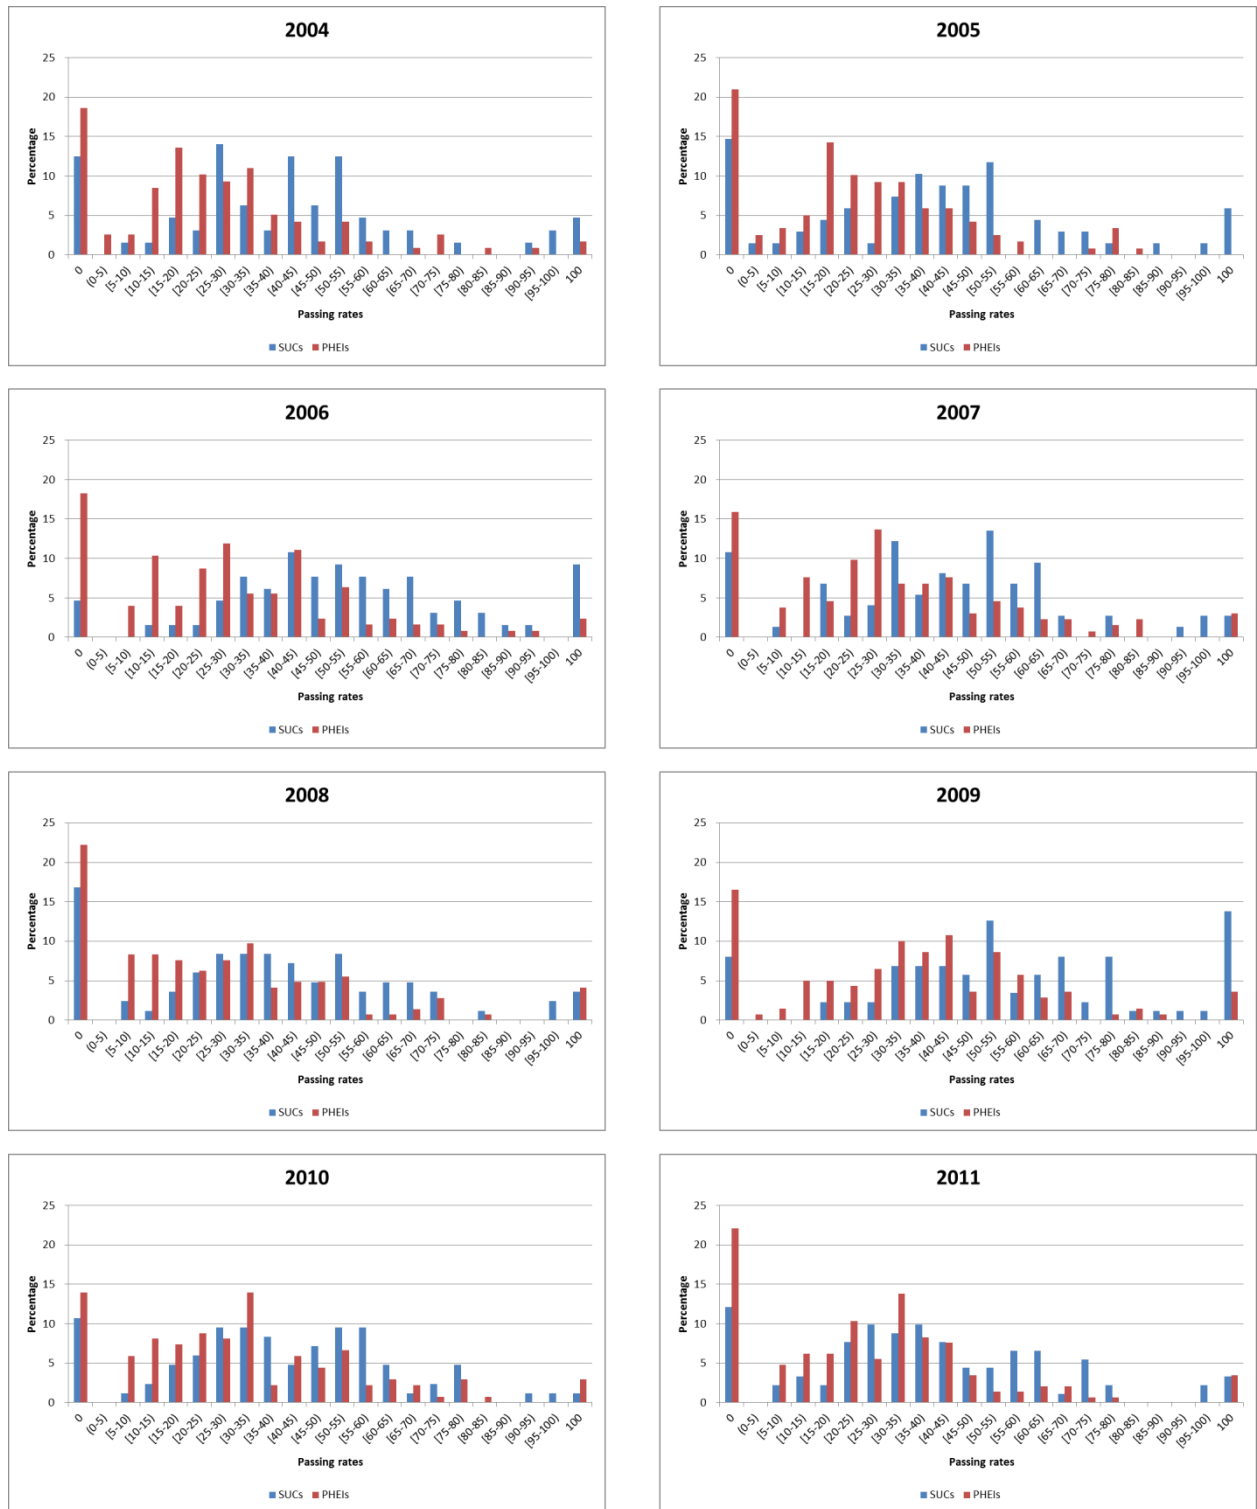 2004
25
20
15
10
5
0
Percentage
0 (0-5) [5-10) [10-15) [15-20) [20-25) [25-30) [30-35) [35-40) [40-45) [45-50) [50-55) [55-60) [60-65) [65-70) [70-75) [75-80) [80-85) [85-90) [90-95) [95-100) 100
Passing rates
SUCs PHEIs
2005
25
20
15
10
5
0
Percentage
0 (0-5) [5-10) [10-15) [15-20) [20-25) [25-30) [30-35) [35-40) [40-45) [45-50) [50-55) [55-60) [60-65) [65-70) [70-75) [75-80) [80-85) [85-90) [90-95) [95-100) 100
Passing rates
SUCs PHEIs
2006
25
20
15
10
5
0
Percentage
0 (0-5) [5-10) [10-15) [15-20) [20-25) [25-30) [30-35) [35-40) [40-45) [45-50) [50-55) [55-60) [60-65) [65-70) [70-75) [75-80) [80-85) [85-90) [90-95) [95-100) 100
Passing rates
SUCs PHEIs
2007
25
20
15
10
5
0
Percentage
0 (0-5) [5-10) [10-15) [15-20) [20-25) [25-30) [30-35) [35-40) [40-45) [45-50) [50-55) [55-60) [60-65) [65-70) [70-75) [75-80) [80-85) [85-90) [90-95) [95-100) 100
Passing rates
SUCs PHEIs
2008
25
20
15
10
5
0
Percentage
0 (0-5) [5-10) [10-15) [15-20) [20-25) [25-30) [30-35) [35-40) [40-45) [45-50) [50-55) [55-60) [60-65) [65-70) [70-75) [75-80) [80-85) [85-90) [90-95) [95-100) 100
Passing rates
SUCs PHEIs
2009
25
20
15
10
5
0
Percentage
0 (0-5) [5-10) [10-15) [15-20) [20-25) [25-30) [30-35) [35-40) [40-45) [45-50) [50-55) [55-60) [60-65) [65-70) [70-75) [75-80) [80-85) [85-90) [90-95) [95-100) 100
Passing rates
SUCs PHEIs
2010
25
20
15
10
5
0
Percentage
0 (0-5) [5-10) [10-15) [15-20) [20-25) [25-30) [30-35) [35-40) [40-45) [45-50) [50-55) [55-60) [60-65) [65-70) [70-75) [75-80) [80-85) [85-90) [90-95) [95-100) 100
Passing rates
SUCs PHEIs
2011
25
20
15
10
5
0
Percentage
0 (0-5) [5-10) [10-15) [15-20) [20-25) [25-30) [30-35) [35-40) [40-45) [45-50) [50-55) [55-60) [60-65) [65-70) [70-75) [75-80) [80-85) [85-90) [90-95) [95-100) 100
Passing rates
SUCs PHEIs